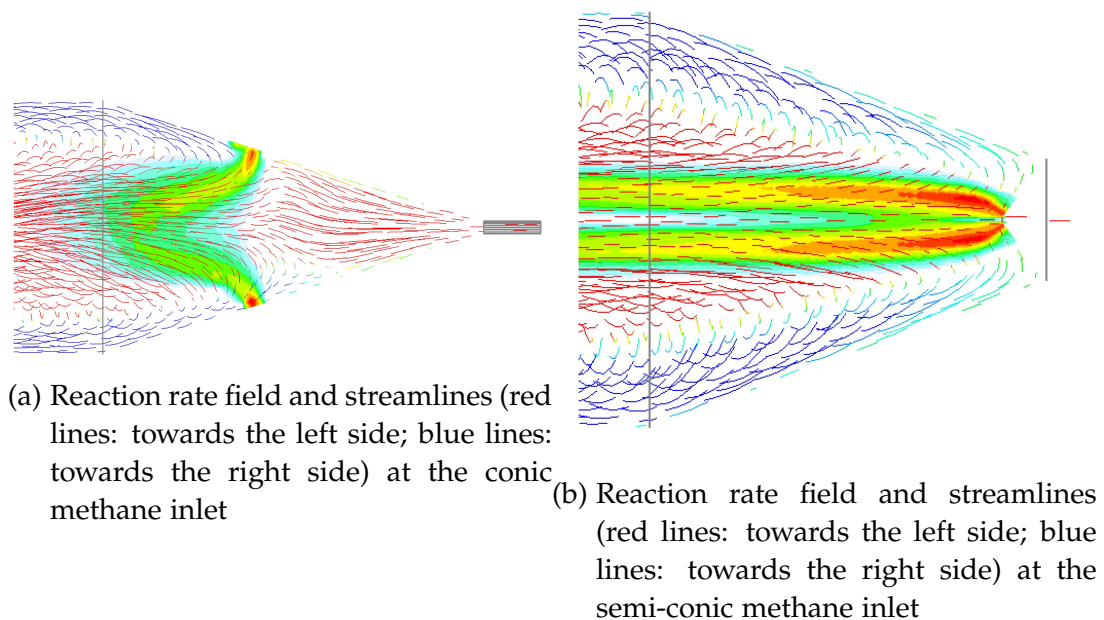 (a) Reaction rate field and streamlines (red
lines: towards the left side; blue lines:
towards the right side) at the conic
methane inlet
(b) Reaction rate field and streamlines
(red lines: towards the left side; blue
lines: towards the right side) at the
semi-conic methane inlet